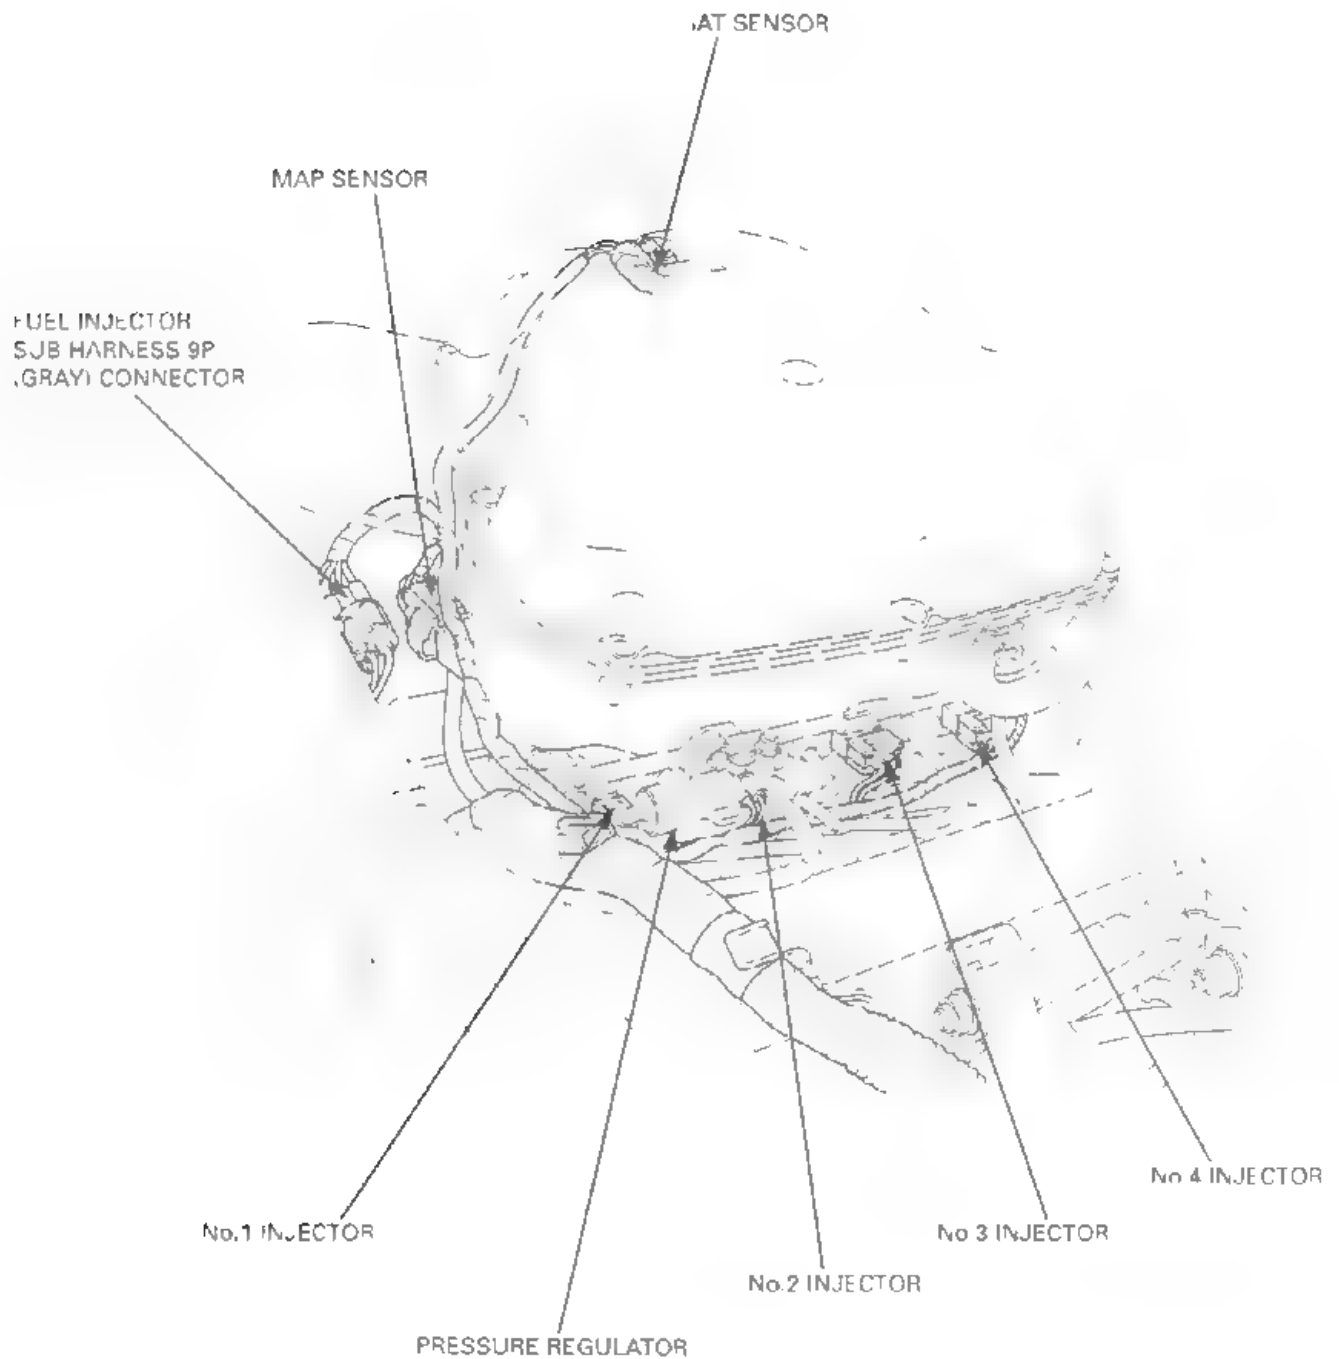 IAT SENSOR
MAP SENSOR
FUEL INJECTOR
SUB HARNESS 9P
(GRAY) CONNECTOR
No.4 INJECTOR
No.1 INJECTOR
No.3 INJECTOR
No.2 INJECTOR
PRESSURE REGULATOR